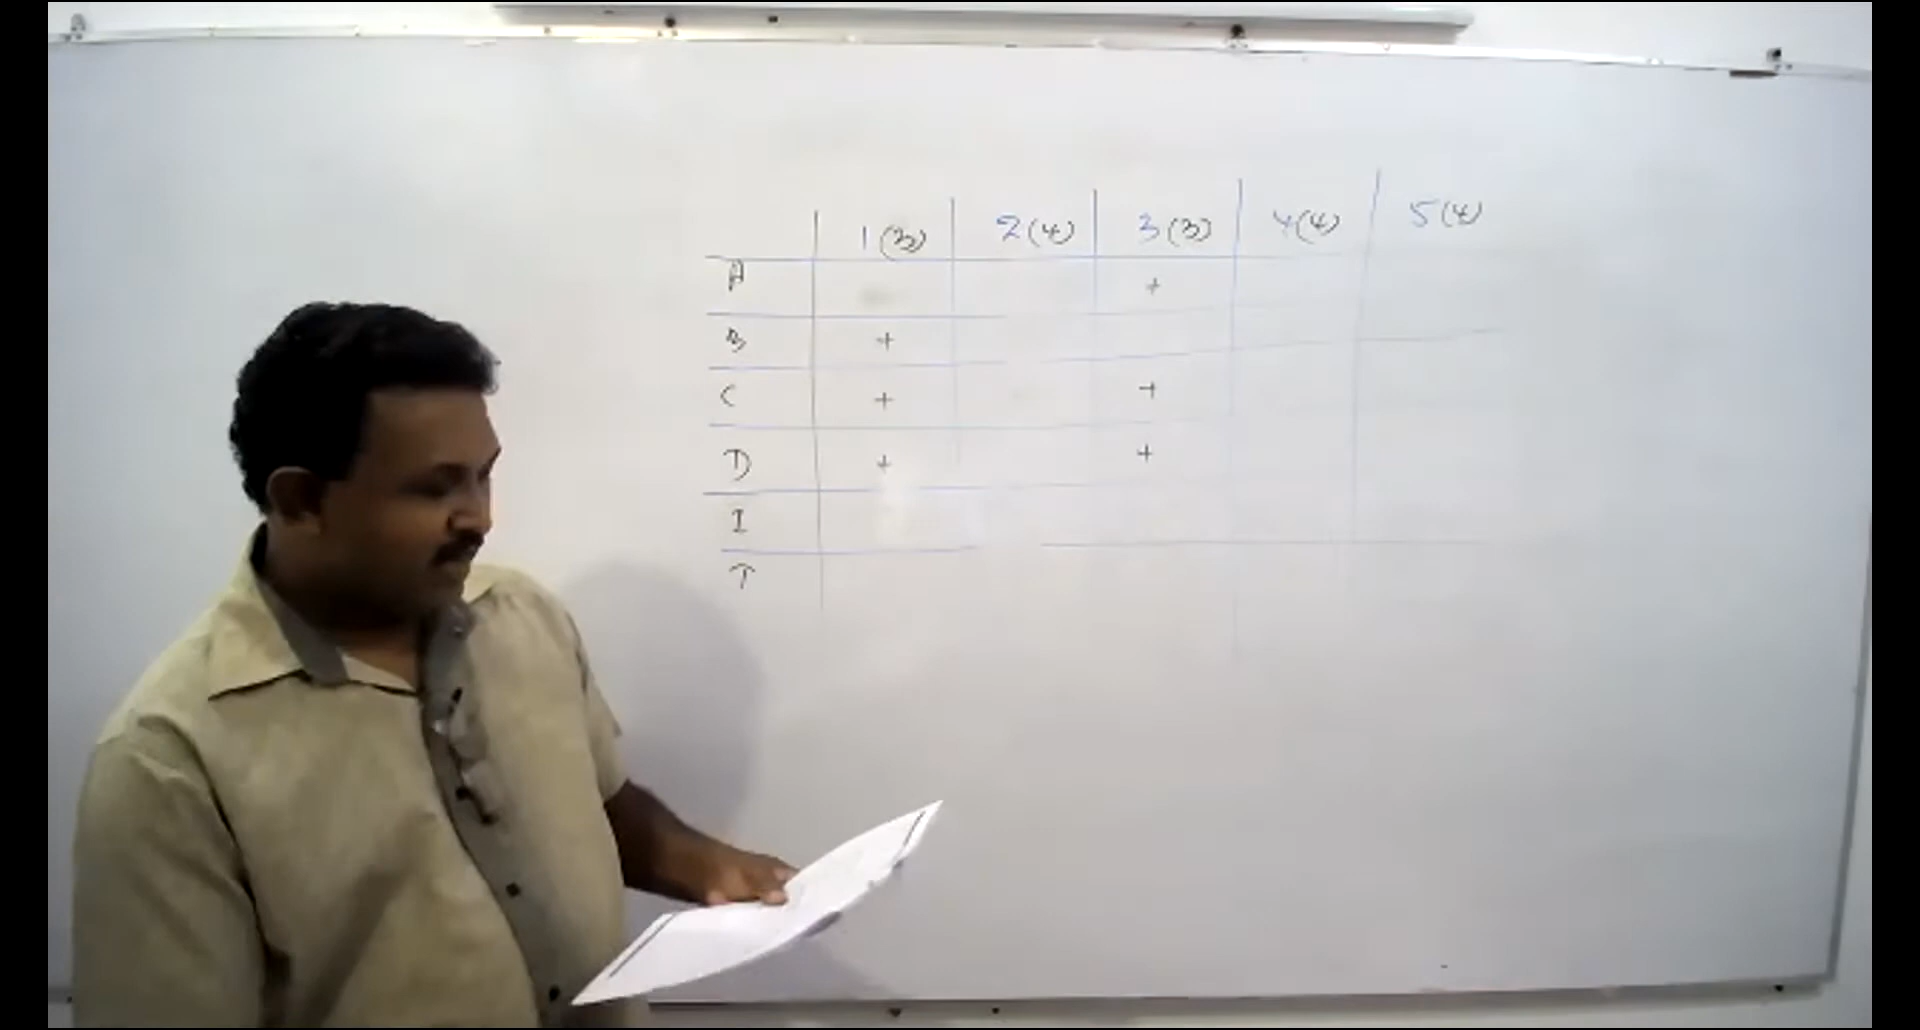 1(3) 2(4) 3(3) 4(4) 5(4)
A +
B +
C + +
D + +
I
T